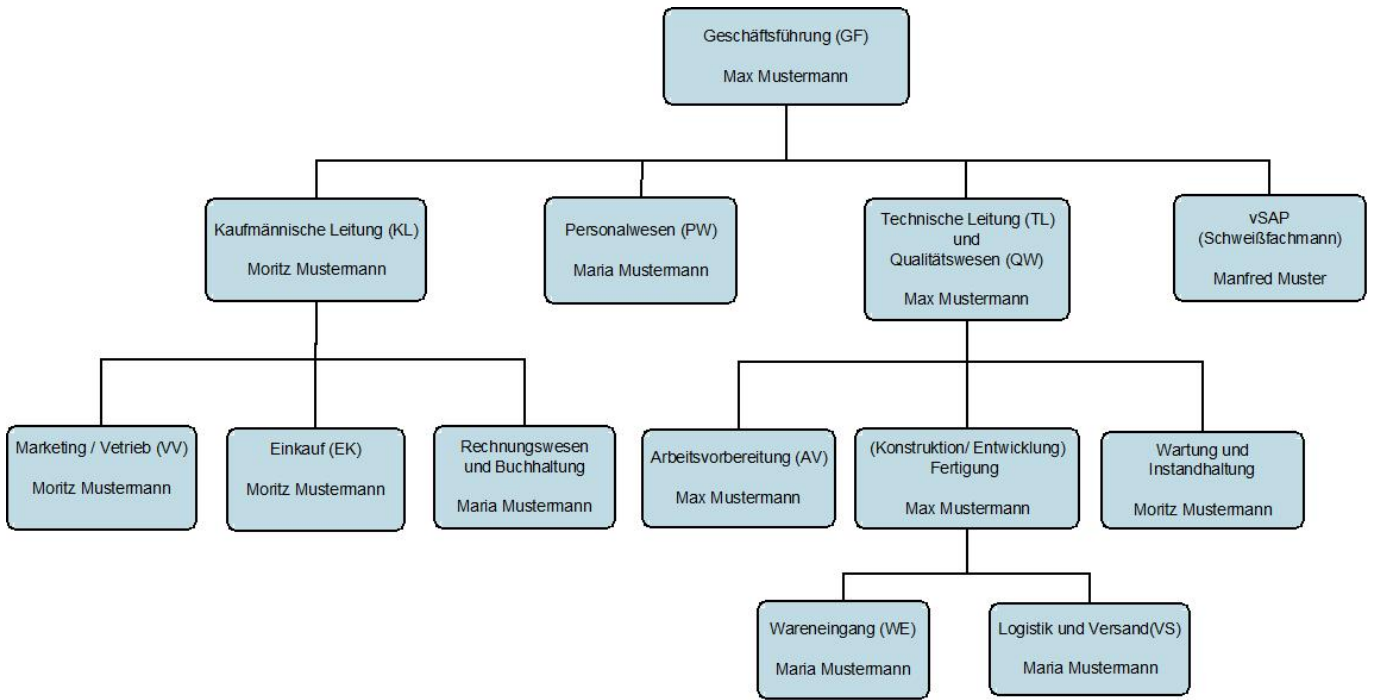 Geschäftsführung (GF)
Max Mustermann
Kaufmännische Leitung (KL)
Moritz Mustermann
Personalwesen (PW)
Maria Mustermann
Technische Leitung (TL)
und
Qualitätswesen (QW)
Max Mustermann
vSAP
(Schweißfachmann)
Manfred Muster
Marketing / Vetrieb (VV)
Moritz Mustermann
Einkauf (EK)
Moritz Mustermann
Rechnungswesen
und Buchhaltung
Maria Mustermann
Arbeitsvorbereitung (AV)
Max Mustermann
(Konstruktion/ Entwicklung)
Fertigung
Max Mustermann
Wartung und
Instandhaltung
Moritz Mustermann
Wareneingang (WE)
Maria Mustermann
Logistik und Versand(VS)
Maria Mustermann